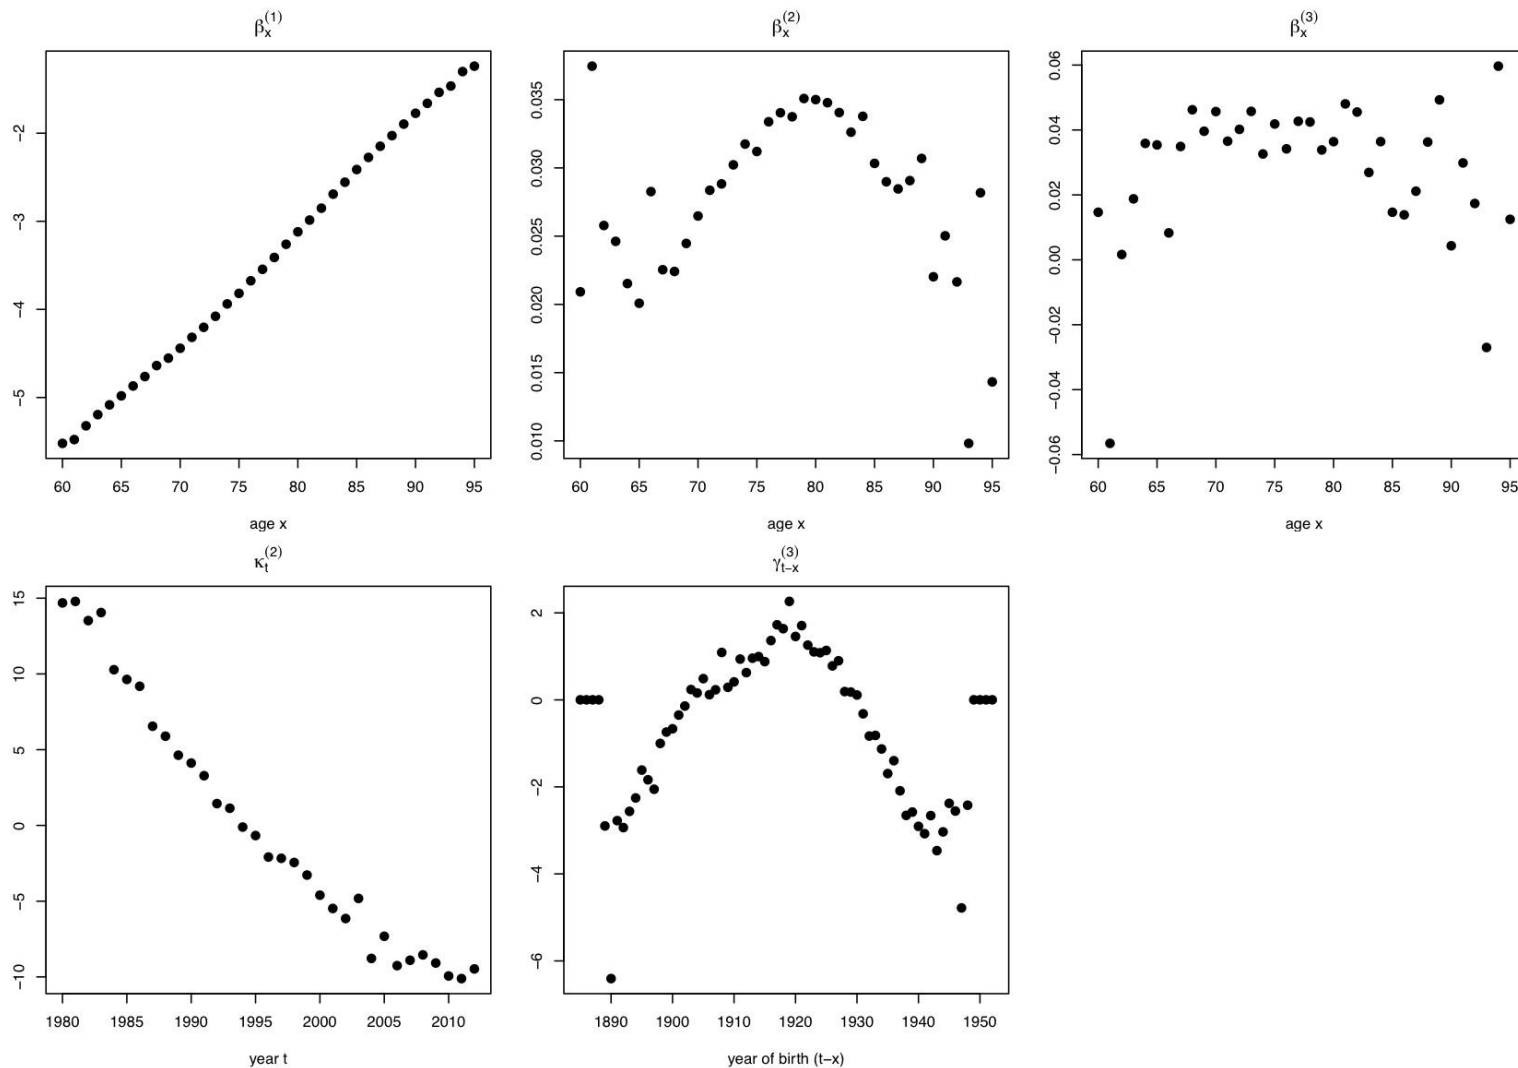 β_x^(1)
−2
−3
−4
−5
60 65 70 75 80 85 90 95
age x
β_x^(2)
0.035
0.030
0.025
0.020
0.015
0.010
60 65 70 75 80 85 90 95
age x
β_x^(3)
0.06
0.04
0.02
0.00
−0.02
−0.04
−0.06
60 65 70 75 80 85 90 95
age x
κ_t^(2)
15
10
5
0
−5
−10
1980 1985 1990 1995 2000 2005 2010
year t
γ_t−x^(3)
2
0
−2
−4
−6
1890 1900 1910 1920 1930 1940 1950
year of birth (t−x)